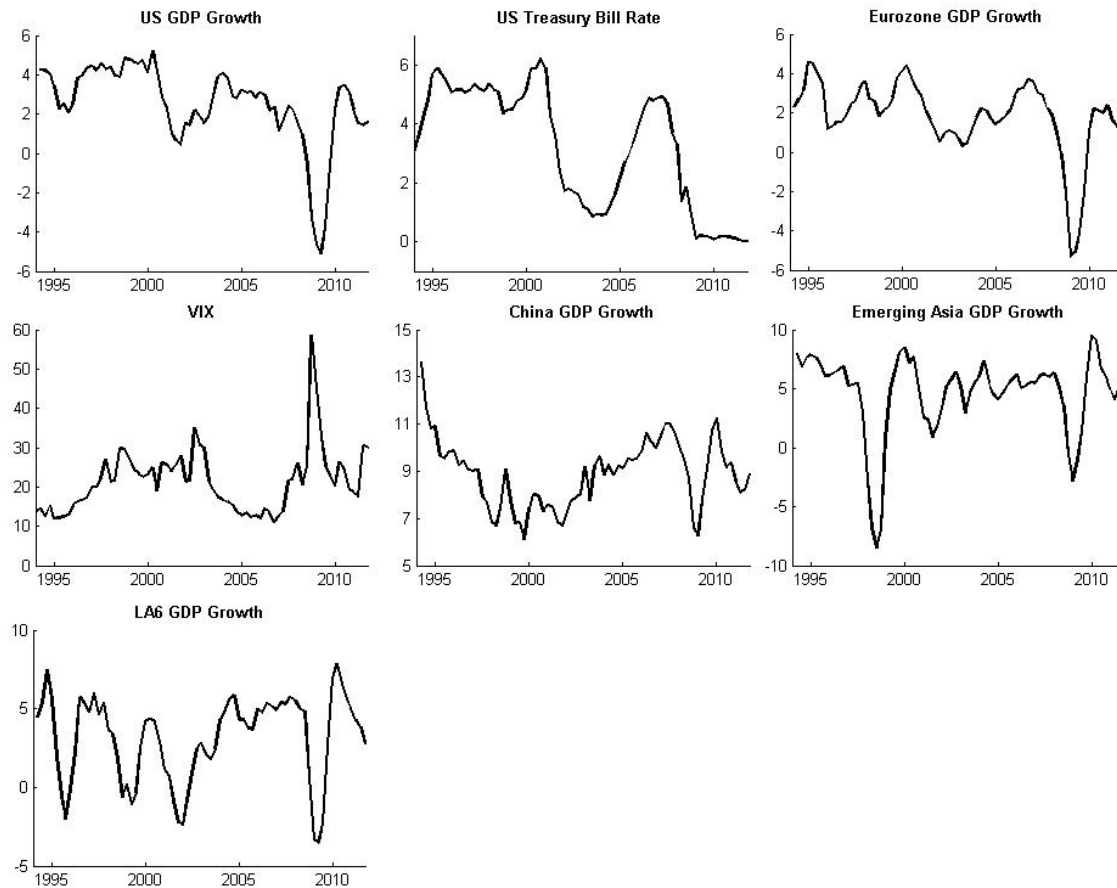 US GDP Growth
6
4
2
0
-2
-4
-6
1995 2000 2005 2010
US Treasury Bill Rate
6
4
2
0
1995 2000 2005 2010
Eurozone GDP Growth
6
4
2
0
-2
-4
-6
1995 2000 2005 2010
VIX
60
50
40
30
20
10
0
1995 2000 2005 2010
China GDP Growth
15
13
11
9
7
5
1995 2000 2005 2010
Emerging Asia GDP Growth
10
5
0
-5
-10
1995 2000 2005 2010
LA6 GDP Growth
10
5
0
-5
1995 2000 2005 2010